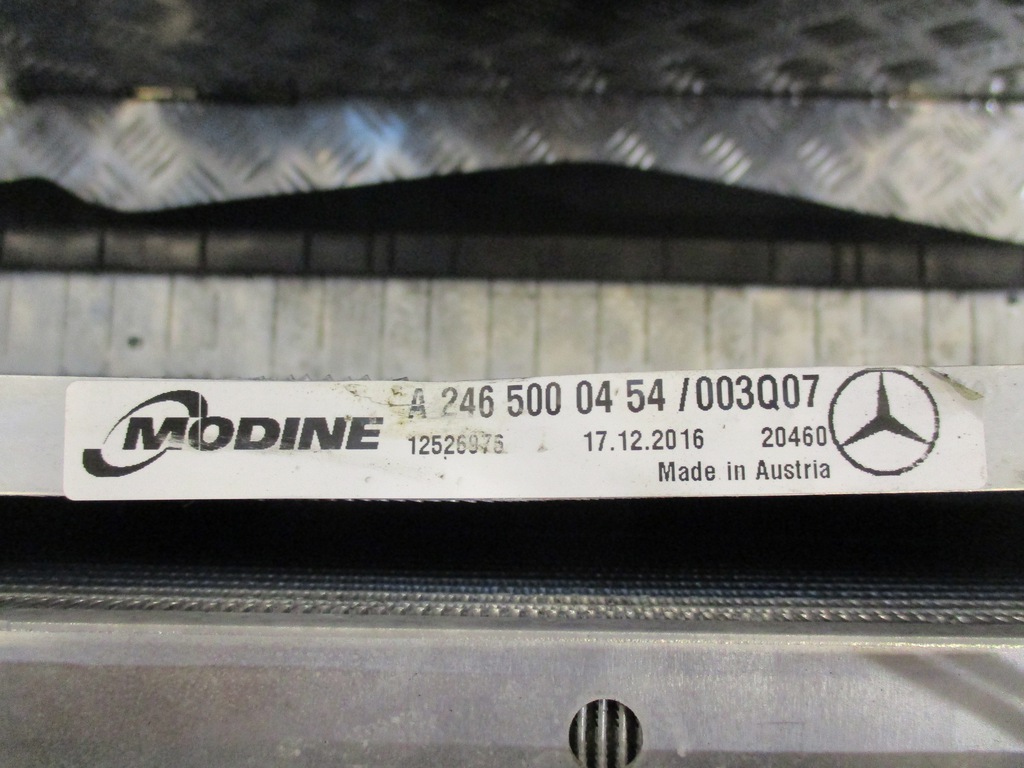 MODINE
A 246 500 04 54 /003Q07
12526976 17.12.2016 20460
Made in Austria